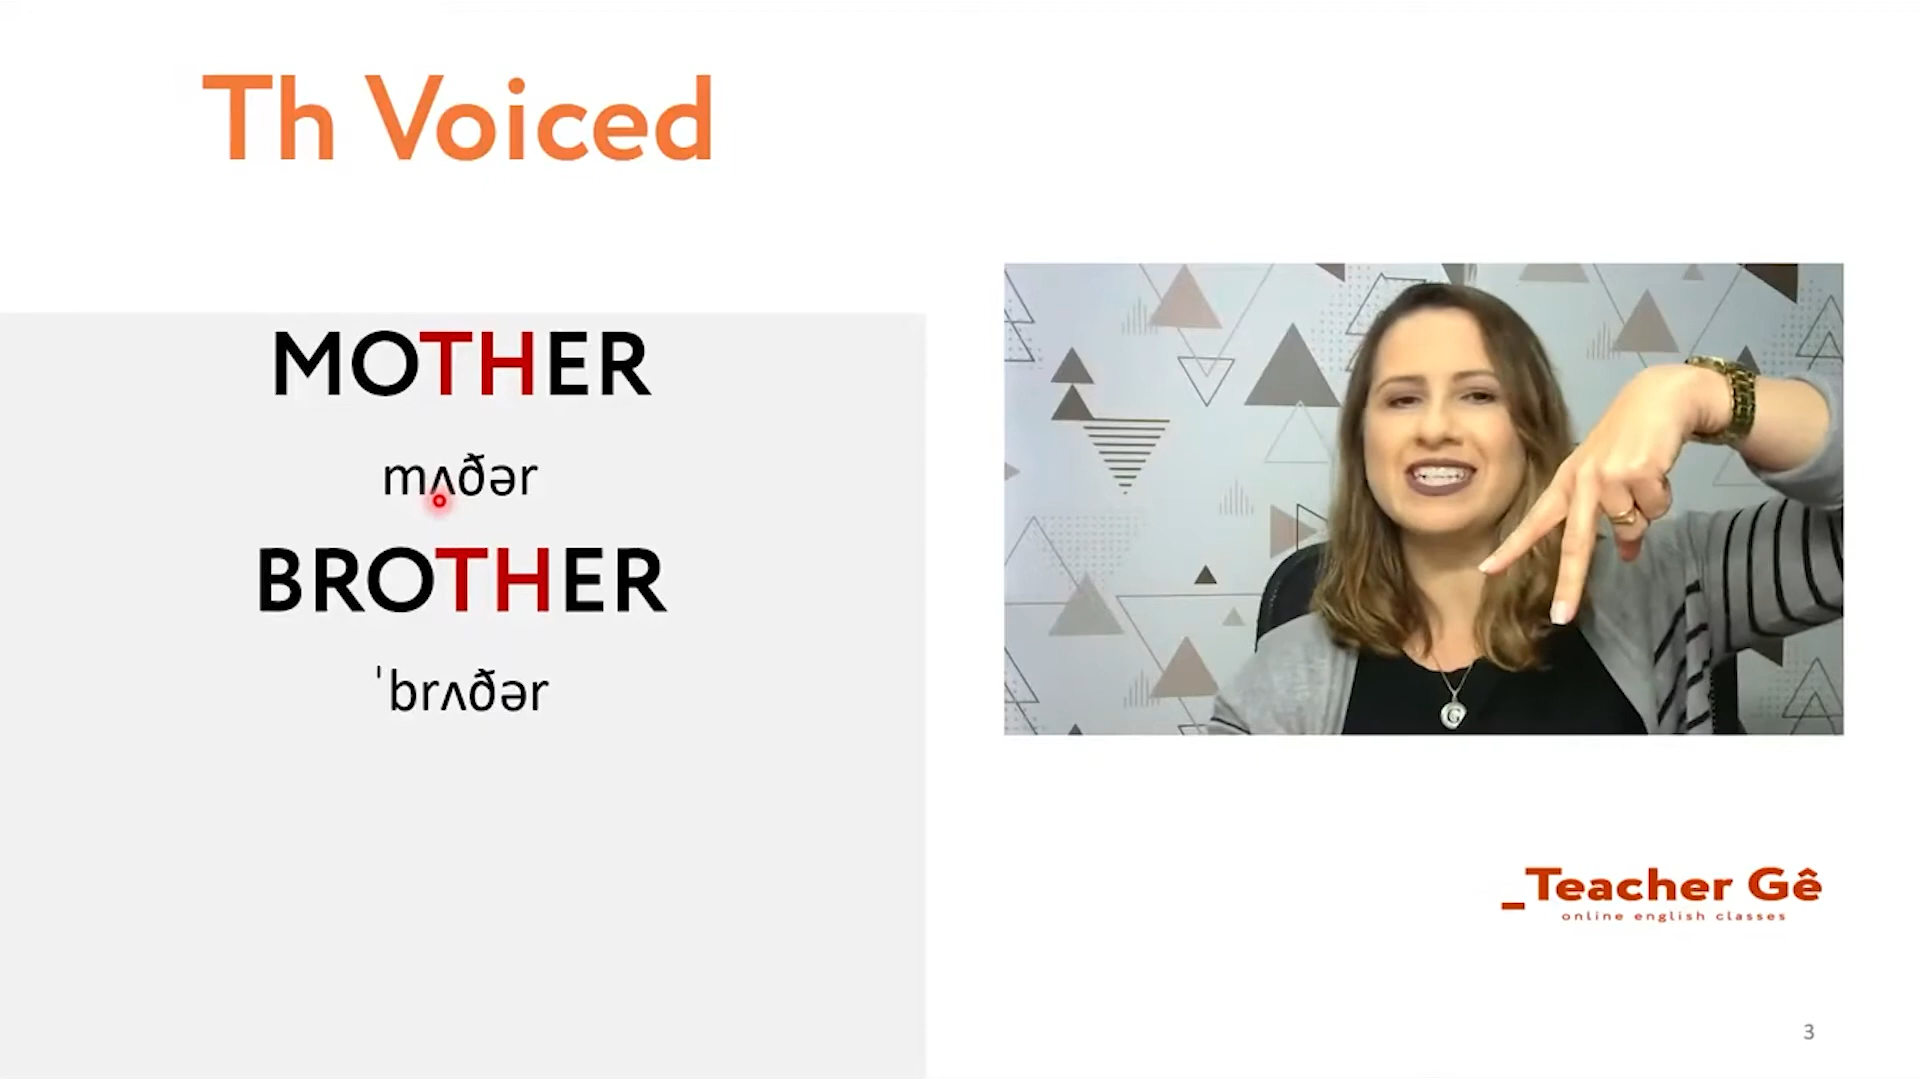 Th Voiced
MOTHER
mʌðər
BROTHER
ˈbrʌðər
G
_Teacher Gê
online english classes
3